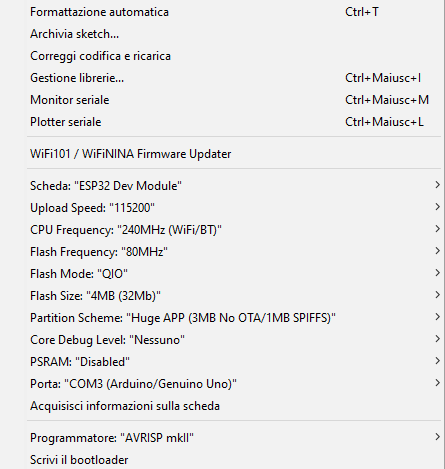 Formattazione automatica Ctrl+T
Archivia sketch...
Correggi codifica e ricarica
Gestione librerie... Ctrl+Maiusc+I
Monitor seriale Ctrl+Maiusc+M
Plotter seriale Ctrl+Maiusc+L
WiFi101 / WiFiNINA Firmware Updater
Scheda: "ESP32 Dev Module"
Upload Speed: "115200"
CPU Frequency: "240MHz (WiFi/BT)"
Flash Frequency: "80MHz"
Flash Mode: "QIO"
Flash Size: "4MB (32Mb)"
Partition Scheme: "Huge APP (3MB No OTA/1MB SPIFFS)"
Core Debug Level: "Nessuno"
PSRAM: "Disabled"
Porta: "COM3 (Arduino/Genuino Uno)"
Acquisisci informazioni sulla scheda
Programmatore: "AVRISP mkII"
Scrivi il bootloader